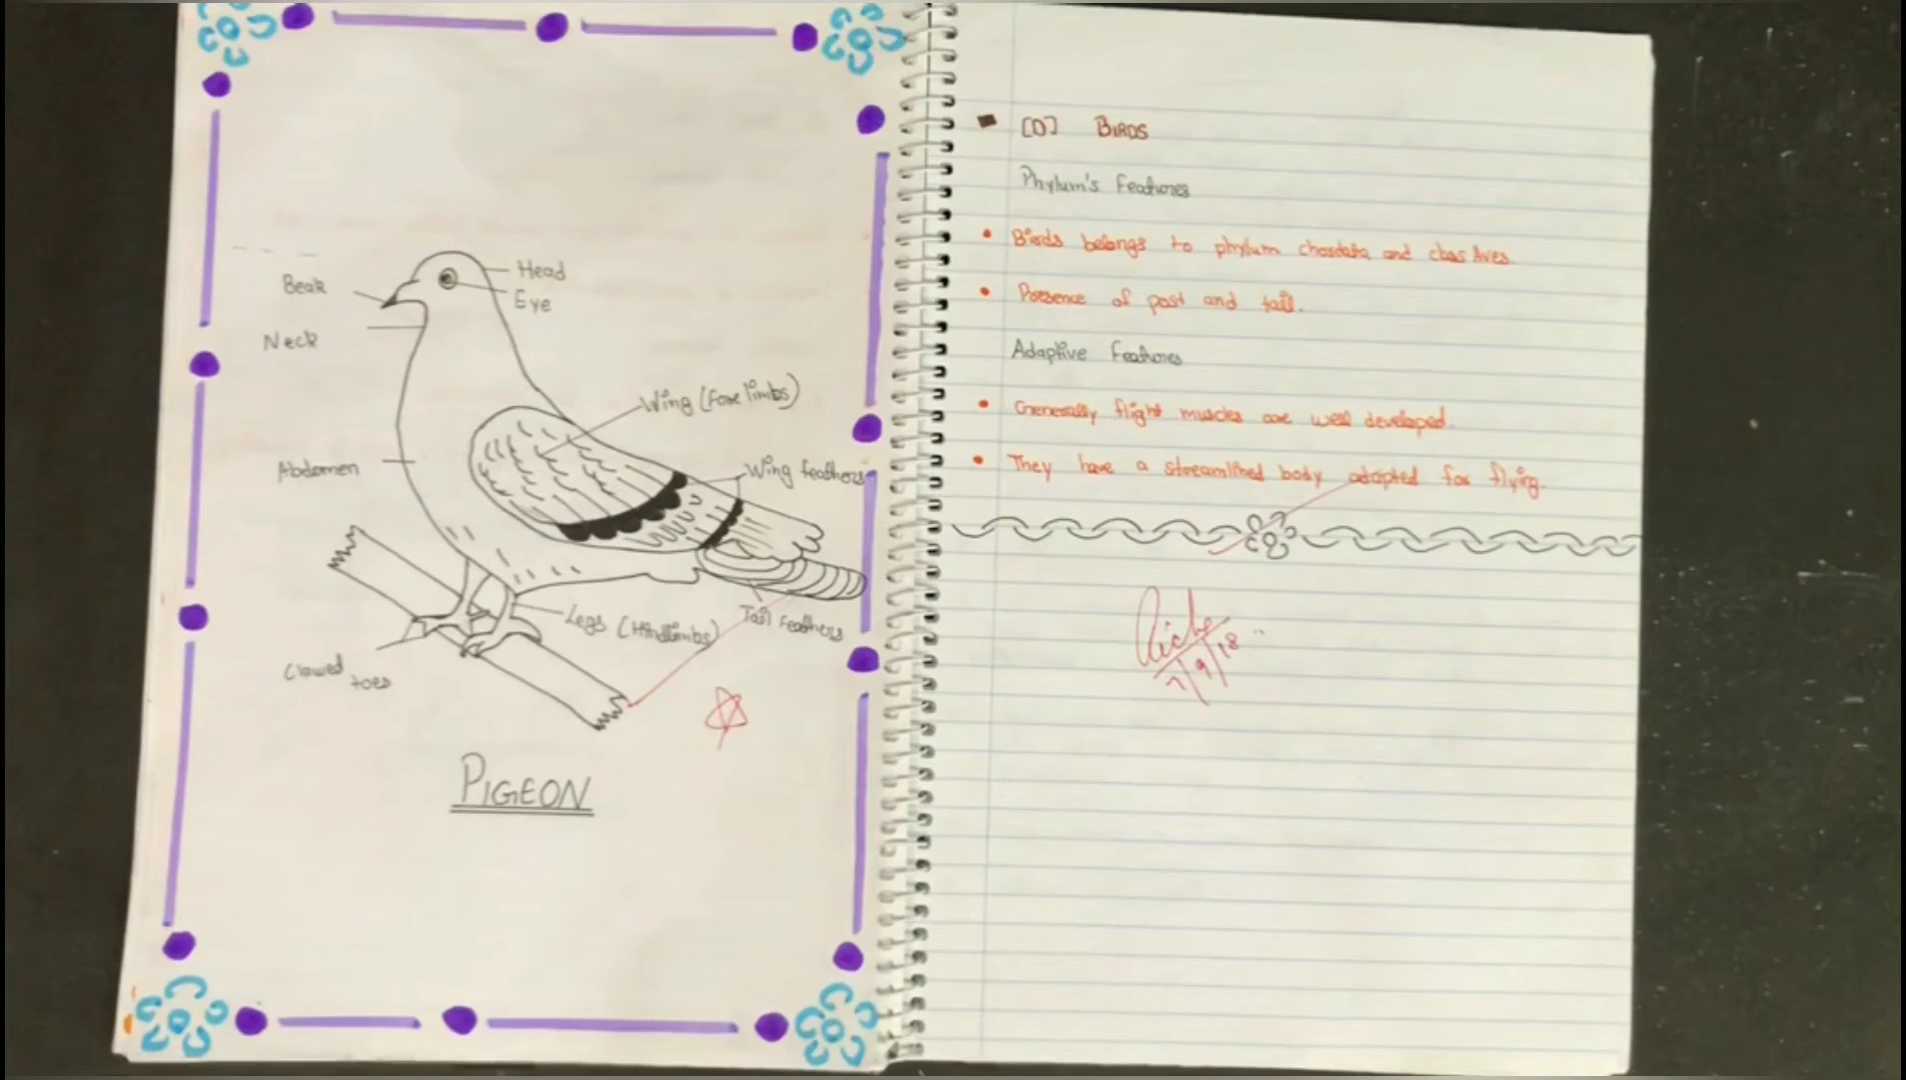 Head
Beak
Eye
Neck
Wing (Forelimbs)
Wing feathers
Abdomen
Legs (Hindlimbs)
Tail Feathers
Clawed toes
PIGEON
[D] BIRDS
Phylum's Features
• Birds belongs to phylum chordata and class Aves.
• Presence of post and tail.
Adaptive Features
• Generally flight muscles are well developed.
• They have a streamlined body adapted for flying.
7/9/18